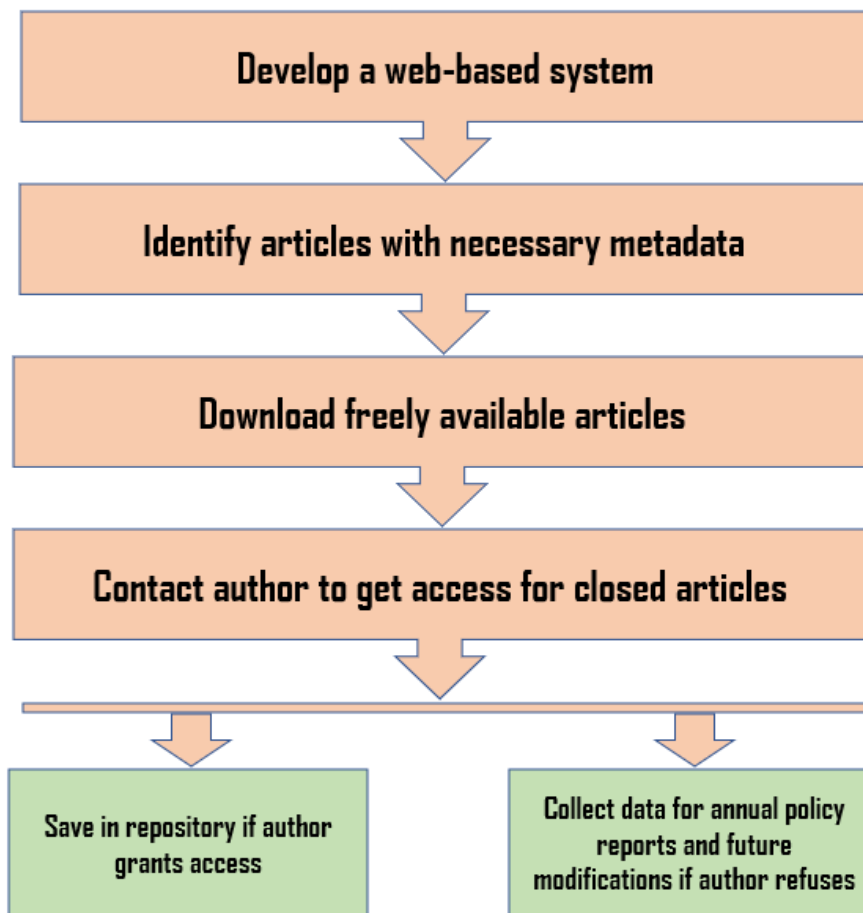 Develop a web-based system
Identify articles with necessary metadata
Download freely available articles
Contact author to get access for closed articles
Save in repository if author
grants access
Collect data for annual policy
reports and future
modifications if author refuses